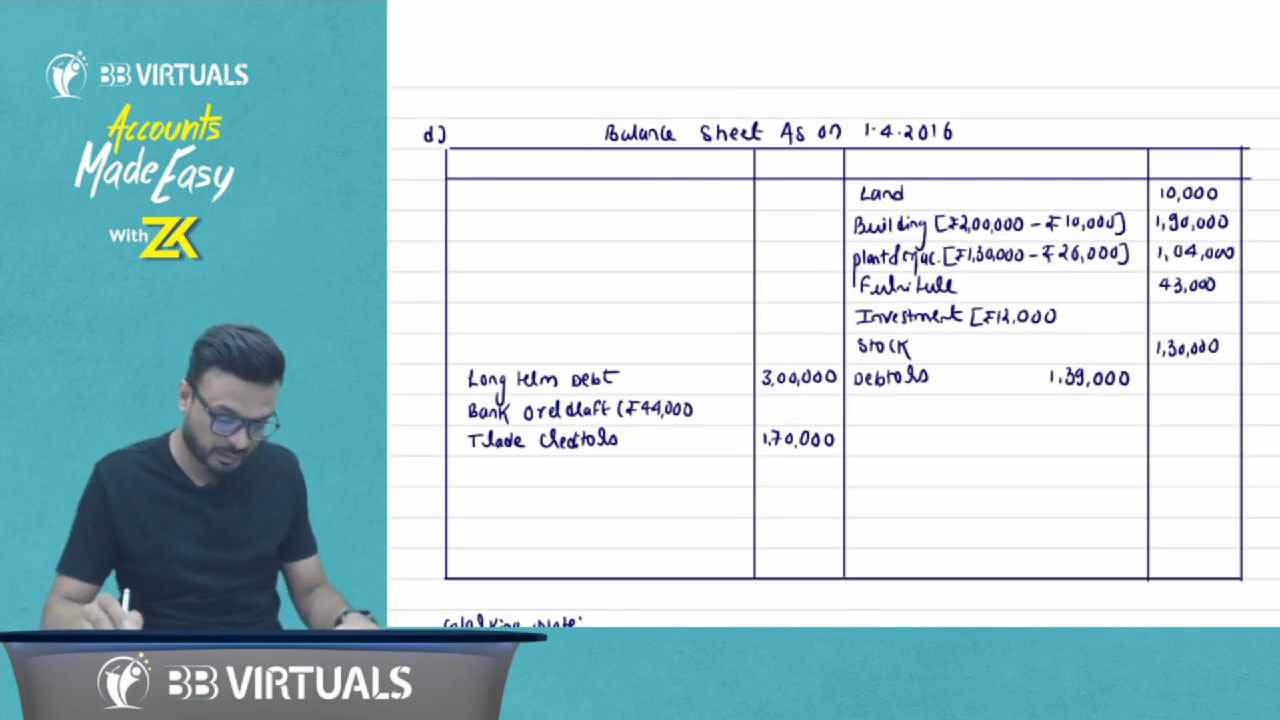 BB VIRTUALS
Accounts
Made Easy
With ZK
d) Balance Sheet As on 1.4.2016
Land 10,000
Building [₹2,00,000 - ₹10,000] 1,90,000
[₹1,30,000 - ₹26,000] 1,04,000
Furniture 43,000
Investment [₹12,000
Stock 1,30,000
Long term Debt 3,00,000 Debtors 1,39,000
Bank overdraft (₹44,000
Trade Creditors 1,70,000
BB VIRTUALS